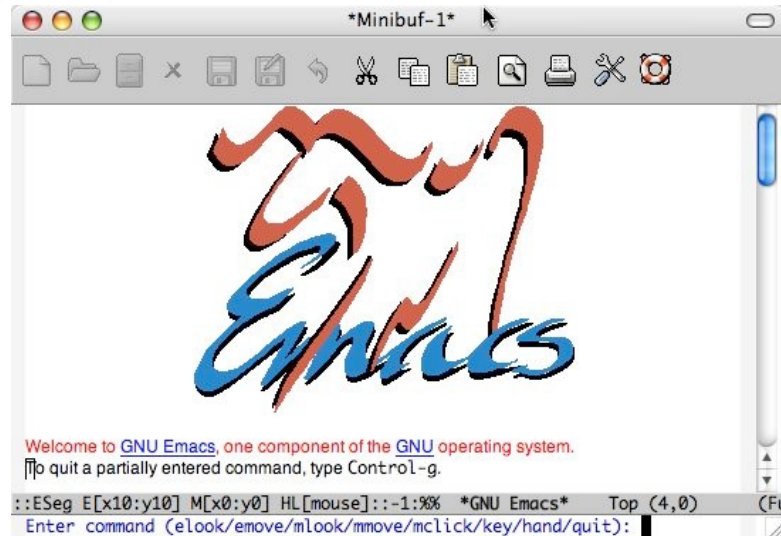 *Minibuf-1*
Emacs
Welcome to GNU Emacs, one component of the GNU operating system.
To quit a partially entered command, type Control-g.
::ESeg E[x10:y10] M[x0:y0] HL[mouse]::-1:%% *GNU Emacs* Top (4,0) (F
Enter command (elook/emove/mlook/mmove/mclick/key/hand/quit):